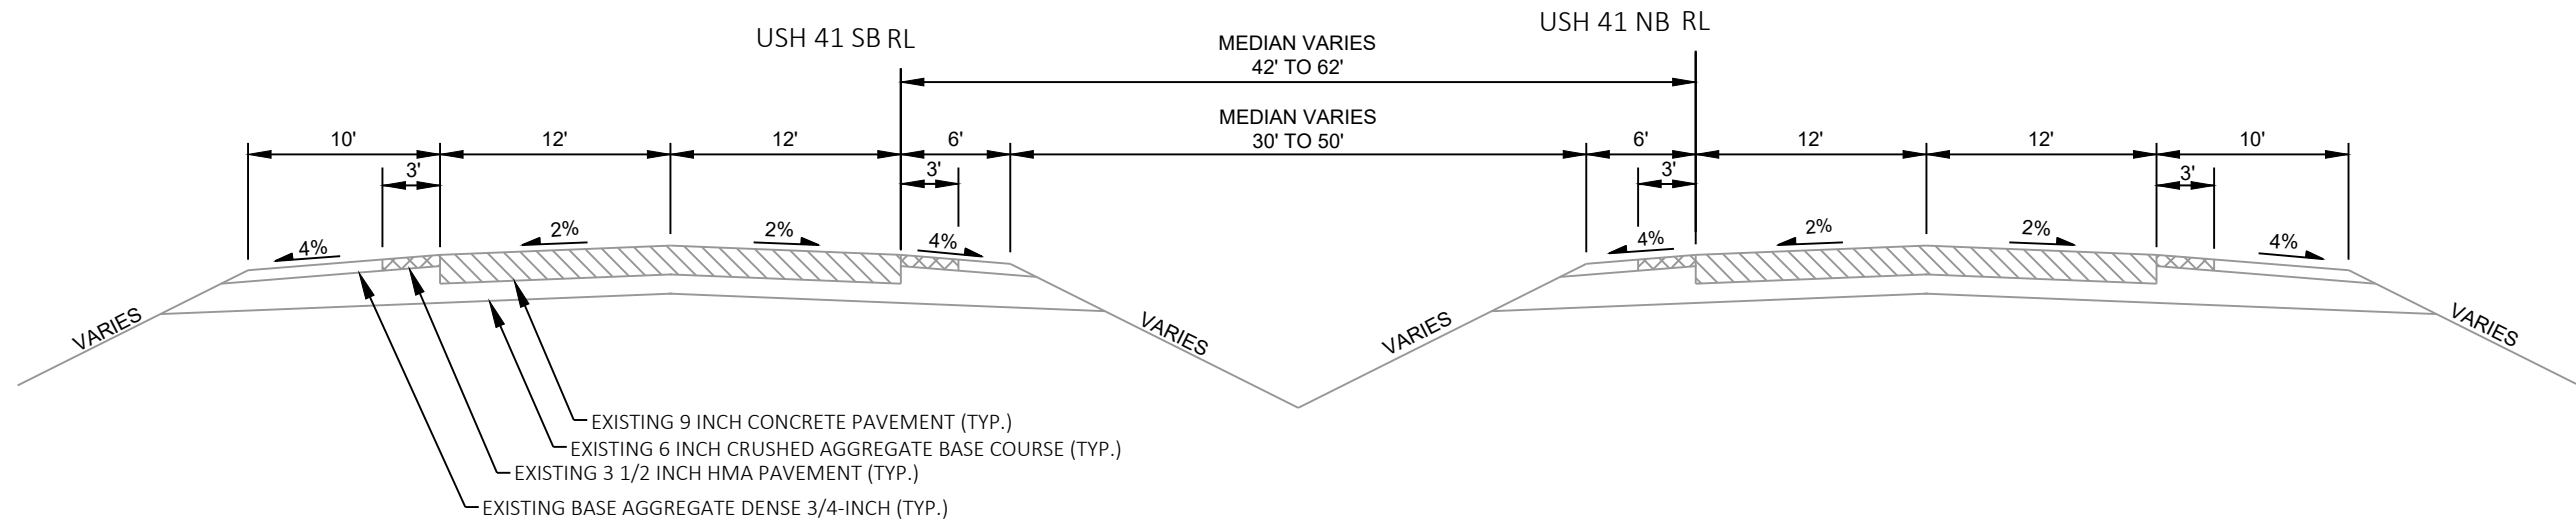 USH 41 SB RL
USH 41 NB RL
MEDIAN VARIES
42' TO 62'
MEDIAN VARIES
30' TO 50'
10'
12'
12'
6'
6'
12'
12'
10'
3'
3'
3'
3'
4%
2%
2%
4%
4%
2%
2%
4%
VARIES
VARIES
VARIES
VARIES
EXISTING 9 INCH CONCRETE PAVEMENT (TYP.)
EXISTING 6 INCH CRUSHED AGGREGATE BASE COURSE (TYP.)
EXISTING 3 1/2 INCH HMA PAVEMENT (TYP.)
EXISTING BASE AGGREGATE DENSE 3/4-INCH (TYP.)